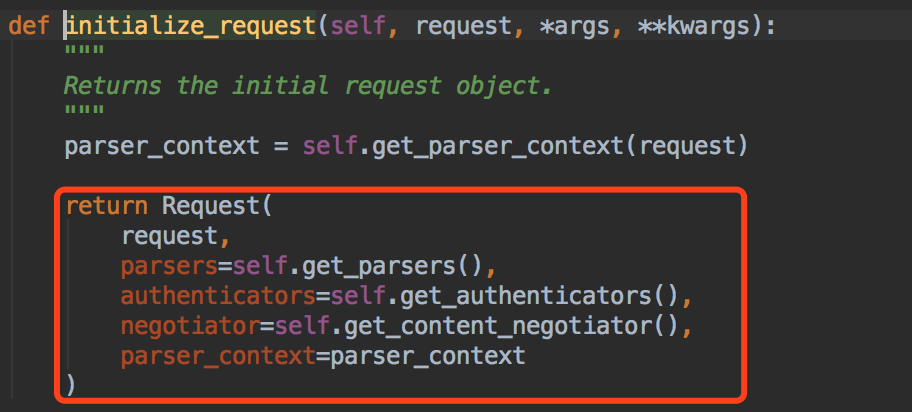 def initialize_request(self, request, *args, **kwargs):
    """
    Returns the initial request object.
    """
    parser_context = self.get_parser_context(request)

    return Request(
        request,
        parsers=self.get_parsers(),
        authenticators=self.get_authenticators(),
        negotiator=self.get_content_negotiator(),
        parser_context=parser_context
    )